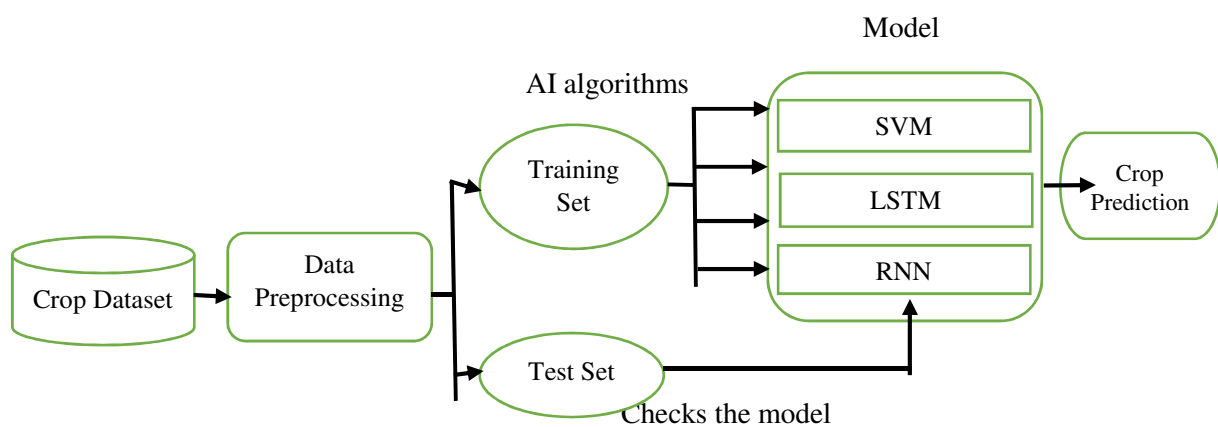 Model
AI algorithms
SVM
Training
Set
LSTM
Crop
Prediction
Data
Preprocessing
Crop Dataset
RNN
Test Set
Checks the model